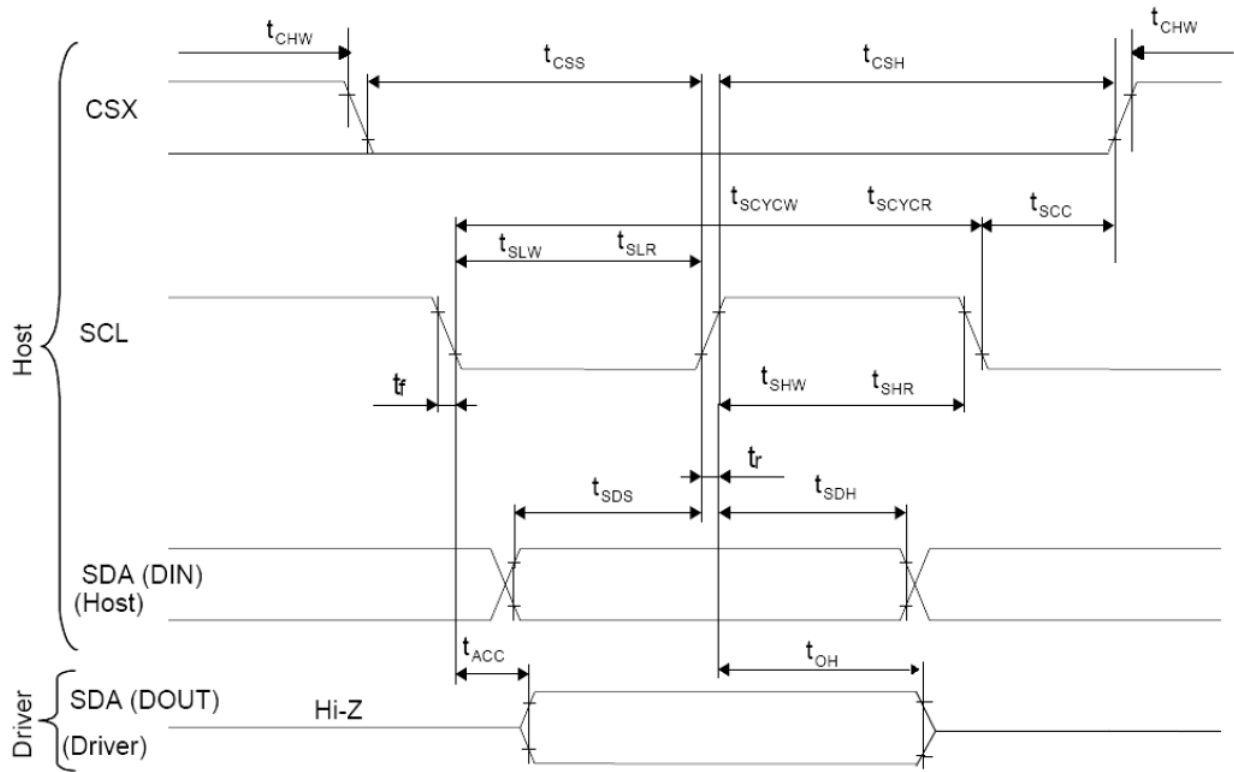 tCHW
tCHW
tCSS
tCSH
CSX
tSCYCW
tSCYCR
tSCC
tSLW
tSLR
Host
SCL
tf
tSHW
tSHR
tr
tSDS
tSDH
SDA (DIN)
(Host)
tACC
tOH
Driver
SDA (DOUT)
Hi-Z
(Driver)